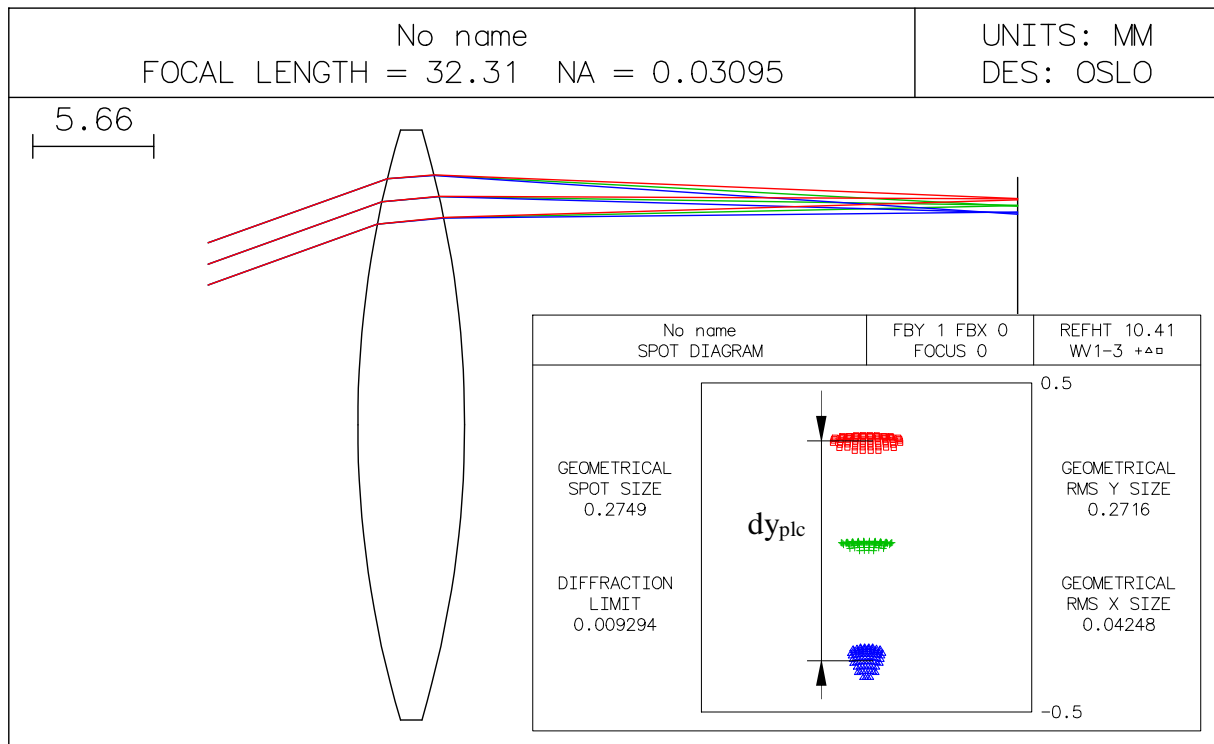 No name
FOCAL LENGTH = 32.31 NA = 0.03095
UNITS: MM
DES: OSLO
5.66
No name
SPOT DIAGRAM
FBY 1 FBX 0
FOCUS 0
REFHT 10.41
WV1-3 +△□
0.5
GEOMETRICAL
SPOT SIZE
0.2749
GEOMETRICAL
RMS Y SIZE
0.2716
dyplc
DIFFRACTION
LIMIT
0.009294
GEOMETRICAL
RMS X SIZE
0.04248
-0.5